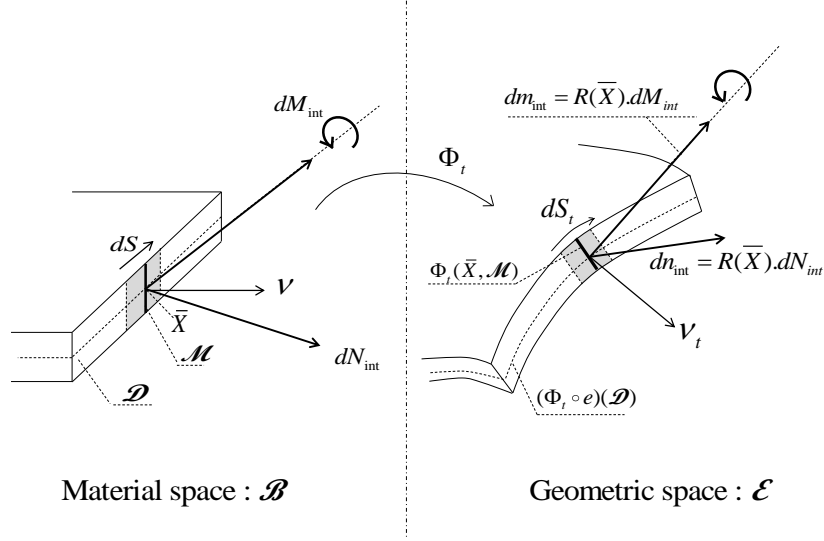 dM_int
dm_int = R(X̄).dM_int
Φ_t
dS
dS_t
ν
Φ_t(X̄, ℳ)
dn_int = R(X̄).dN_int
X̄
ℳ
dN_int
ν_t
𝒟
(Φ_t ∘ e)(𝒟)
Material space : ℬ
Geometric space : ℰ